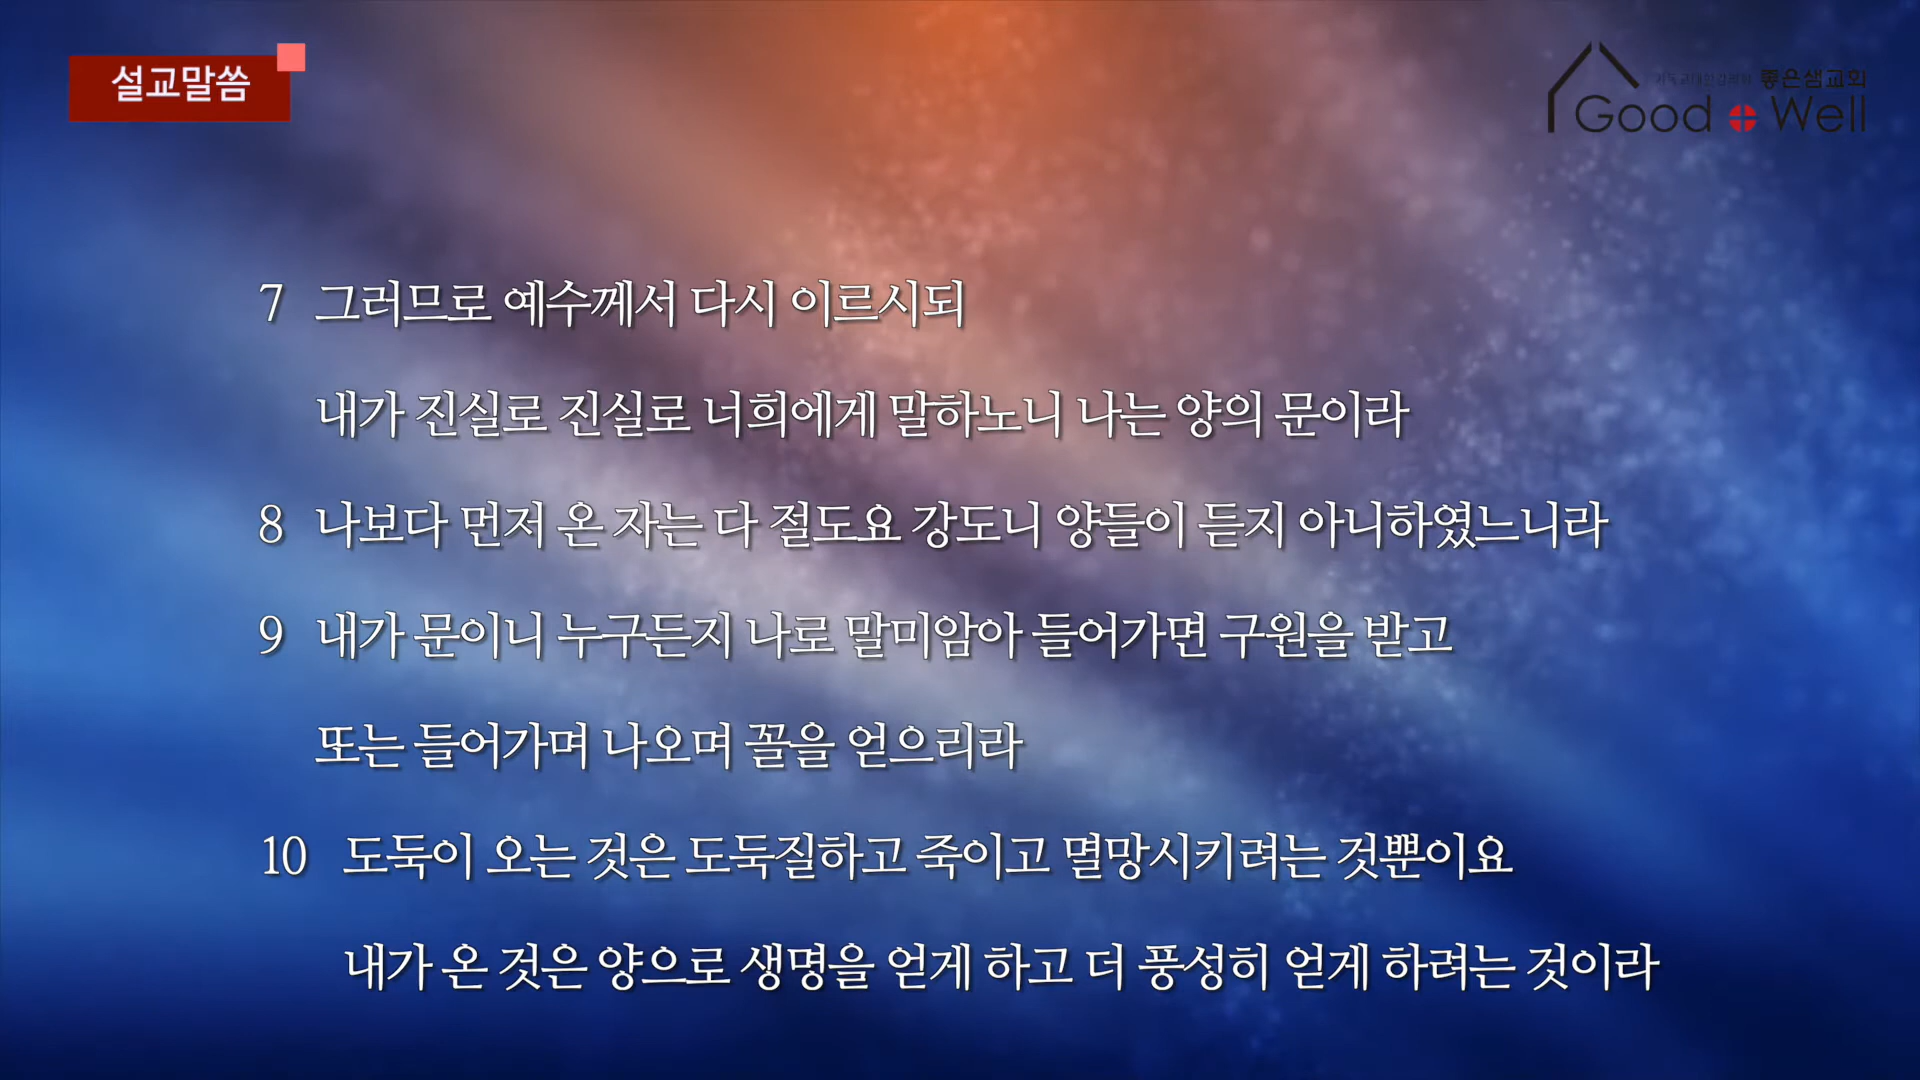 설교말씀
기독교대한감리회 좋은샘교회
Good Well
7 그러므로 예수께서 다시 이르시되
내가 진실로 진실로 너희에게 말하노니 나는 양의 문이라
8 나보다 먼저 온 자는 다 절도요 강도니 양들이 듣지 아니하였느니라
9 내가 문이니 누구든지 나로 말미암아 들어가면 구원을 받고
또는 들어가며 나오며 꼴을 얻으리라
10 도둑이 오는 것은 도둑질하고 죽이고 멸망시키려는 것뿐이요
내가 온 것은 양으로 생명을 얻게 하고 더 풍성히 얻게 하려는 것이라